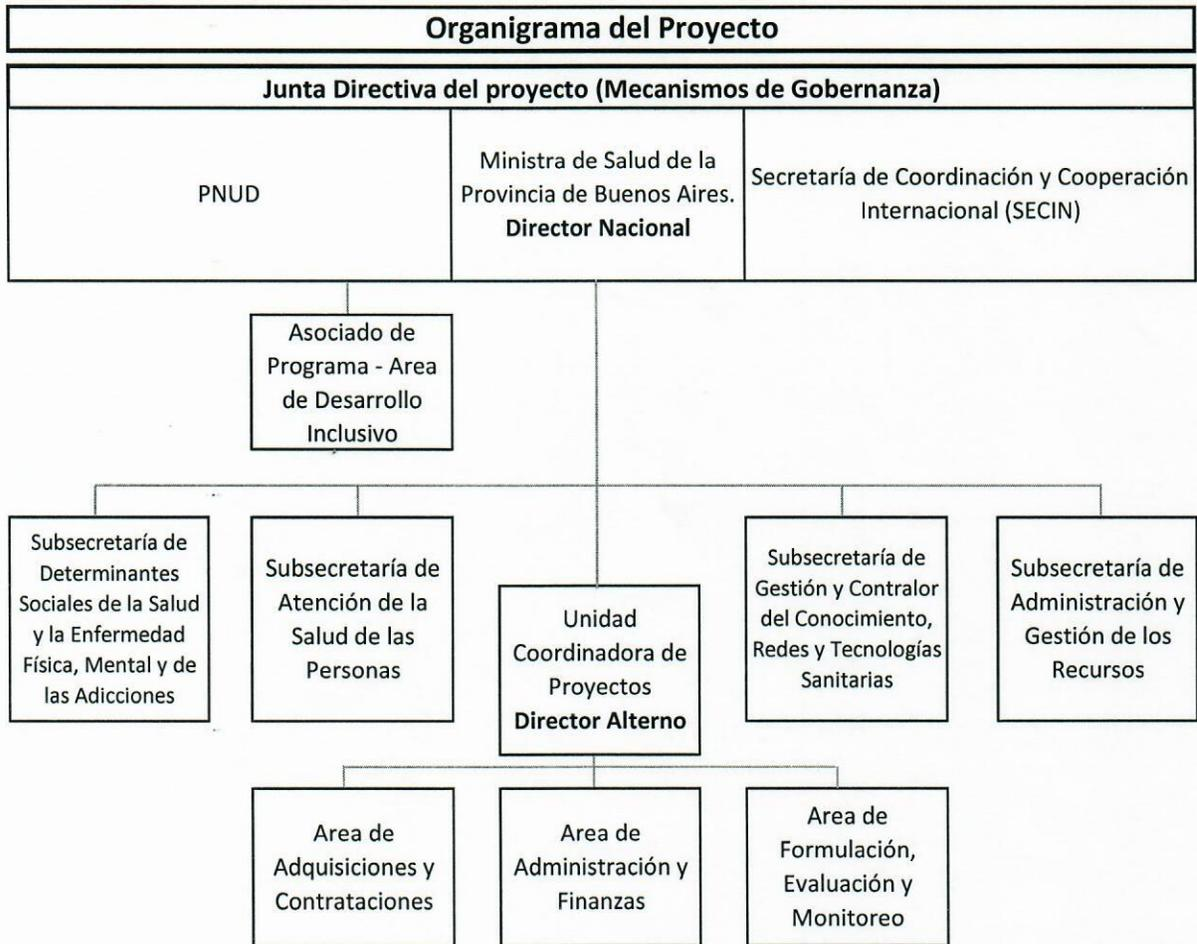 Organigrama del Proyecto
Junta Directiva del proyecto (Mecanismos de Gobernanza)
PNUD
Ministra de Salud de la
Provincia de Buenos Aires.
Director Nacional
Secretaría de Coordinación y Cooperación
Internacional (SECIN)
Asociado de
Programa - Area
de Desarrollo
Inclusivo
Subsecretaría de
Determinantes
Sociales de la Salud
y la Enfermedad
Física, Mental y de
las Adicciones
Subsecretaría de
Atención de la
Salud de las
Personas
Unidad
Coordinadora de
Proyectos
Director Alterno
Subsecretaría de
Gestión y Contralor
del Conocimiento,
Redes y Tecnologías
Sanitarias
Subsecretaría de
Administración y
Gestión de los
Recursos
Area de
Adquisiciones y
Contrataciones
Area de
Administración y
Finanzas
Area de
Formulación,
Evaluación y
Monitoreo